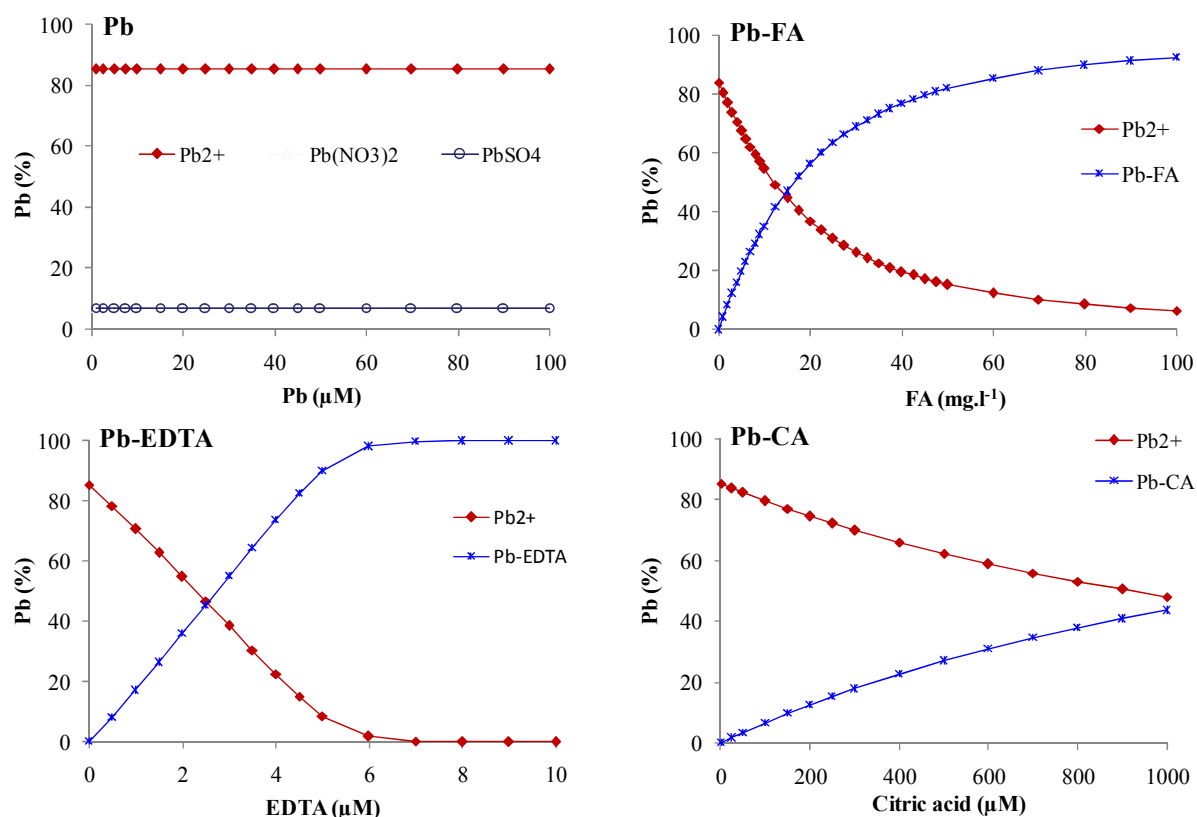 Pb
100
80
60
40
20
0
Pb (%)
Pb2+ Pb(NO3)2 PbSO4
0 20 40 60 80 100
Pb (µM)
Pb-FA
100
80
60
40
20
0
Pb (%)
Pb2+
Pb-FA
0 20 40 60 80 100
FA (mg.l-1)
Pb-EDTA
100
80
60
40
20
0
Pb (%)
Pb2+
Pb-EDTA
0 2 4 6 8 10
EDTA (µM)
Pb-CA
100
80
60
40
20
0
Pb (%)
Pb2+
Pb-CA
0 200 400 600 800 1000
Citric acid (µM)